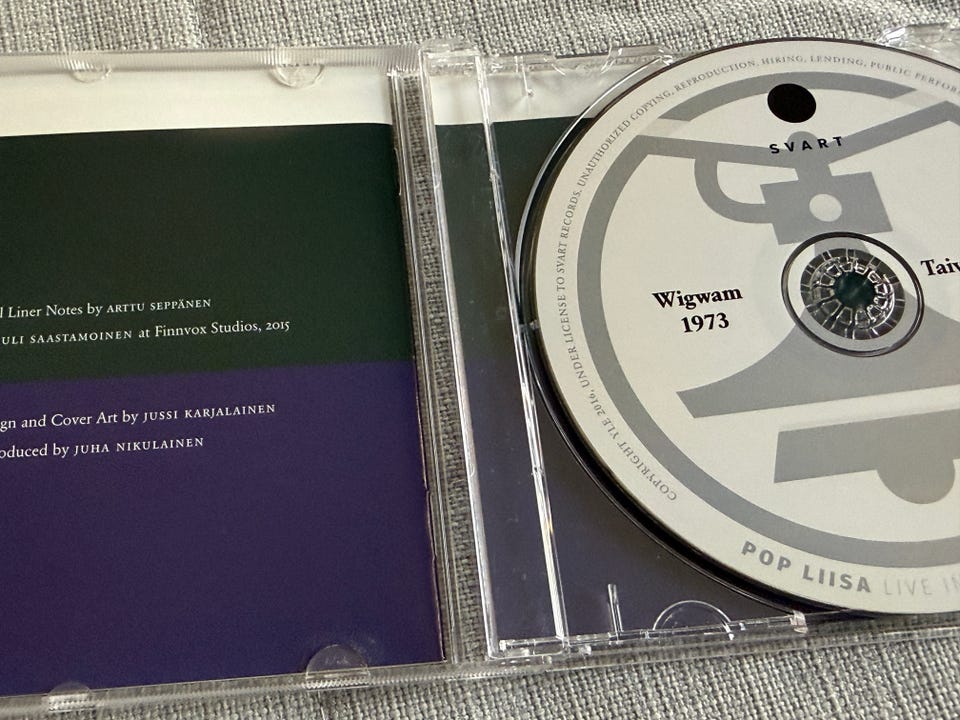 l Liner Notes by ARTTU SEPPÄNEN
ULI SAASTAMOINEN at Finnvox Studios, 2015
gn and Cover Art by JUSSI KARJALAINEN
oduced by JUHA NIKULAINEN
COPYRIGHT YLE 2016, UNDER LICENSE TO SVART RECORDS. UNAUTHORIZED COPYING, REPRODUCTION, HIRING, LENDING, PUBLIC PERFO
SVART
Wigwam
1973
Taiv
POP LIISA LIVE IN